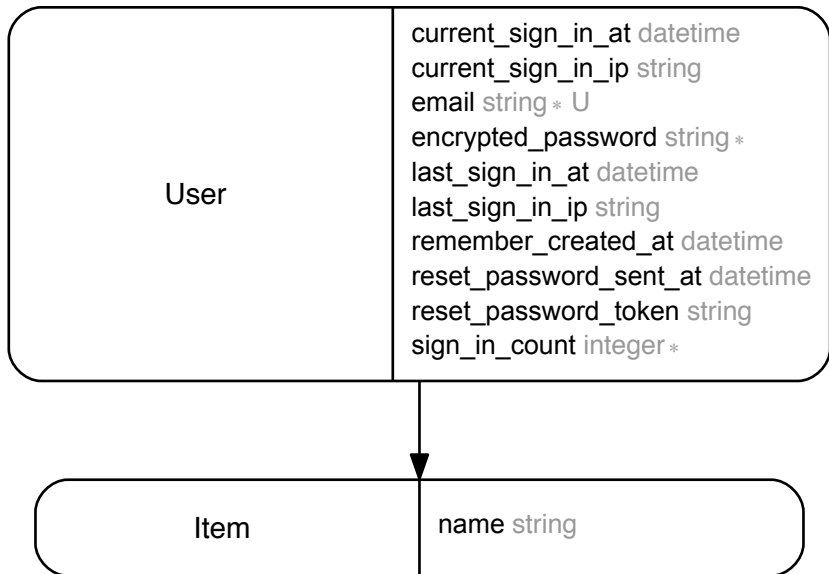 User
current_sign_in_at datetime
current_sign_in_ip string
email string * U
encrypted_password string *
last_sign_in_at datetime
last_sign_in_ip string
remember_created_at datetime
reset_password_sent_at datetime
reset_password_token string
sign_in_count integer *
Item
name string